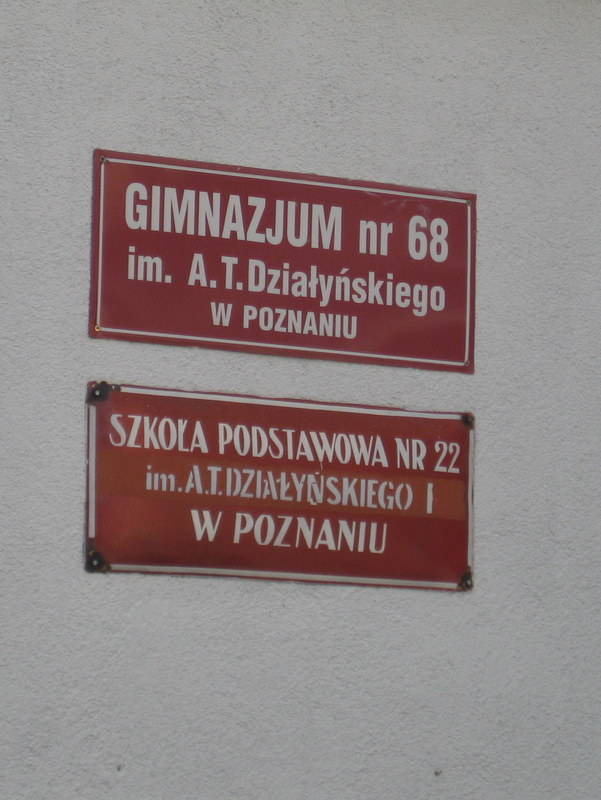 GIMNAZJUM nr 68
im. A.T.Działyńskiego
W POZNANIU
SZKOŁA PODSTAWOWA NR 22
im.A.T.DZIAŁYŃSKIEGO I
W POZNANIU